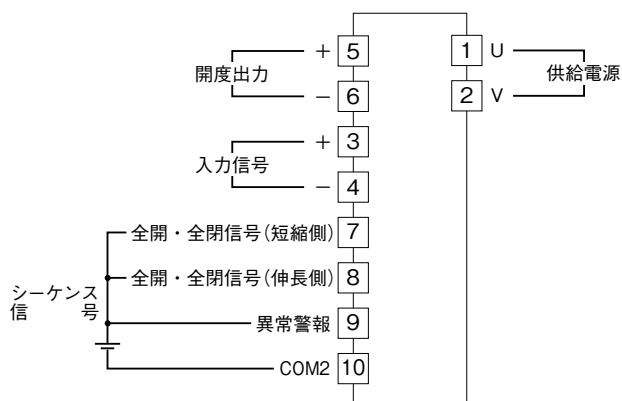 + 5
開度出力
− 6
+ 3
入力信号
− 4
全開・全閉信号(短縮側) 7
全開・全閉信号(伸長側) 8
シーケンス
信 号
異常警報 9
COM2 10
1 U
供給電源
2 V